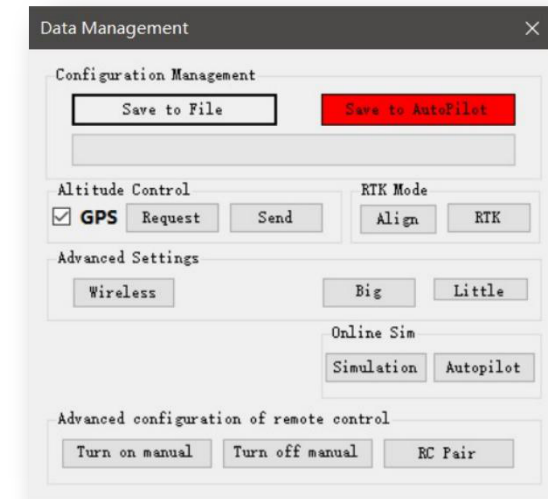 Data Management
Configuration Management
Save to File Save to AutoPilot
Altitude Control RTK Mode
GPS Request Send Align RTK
Advanced Settings
Wireless Big Little
Online Sim
Simulation Autopilot
Advanced configuration of remote control
Turn on manual Turn off manual RC Pair